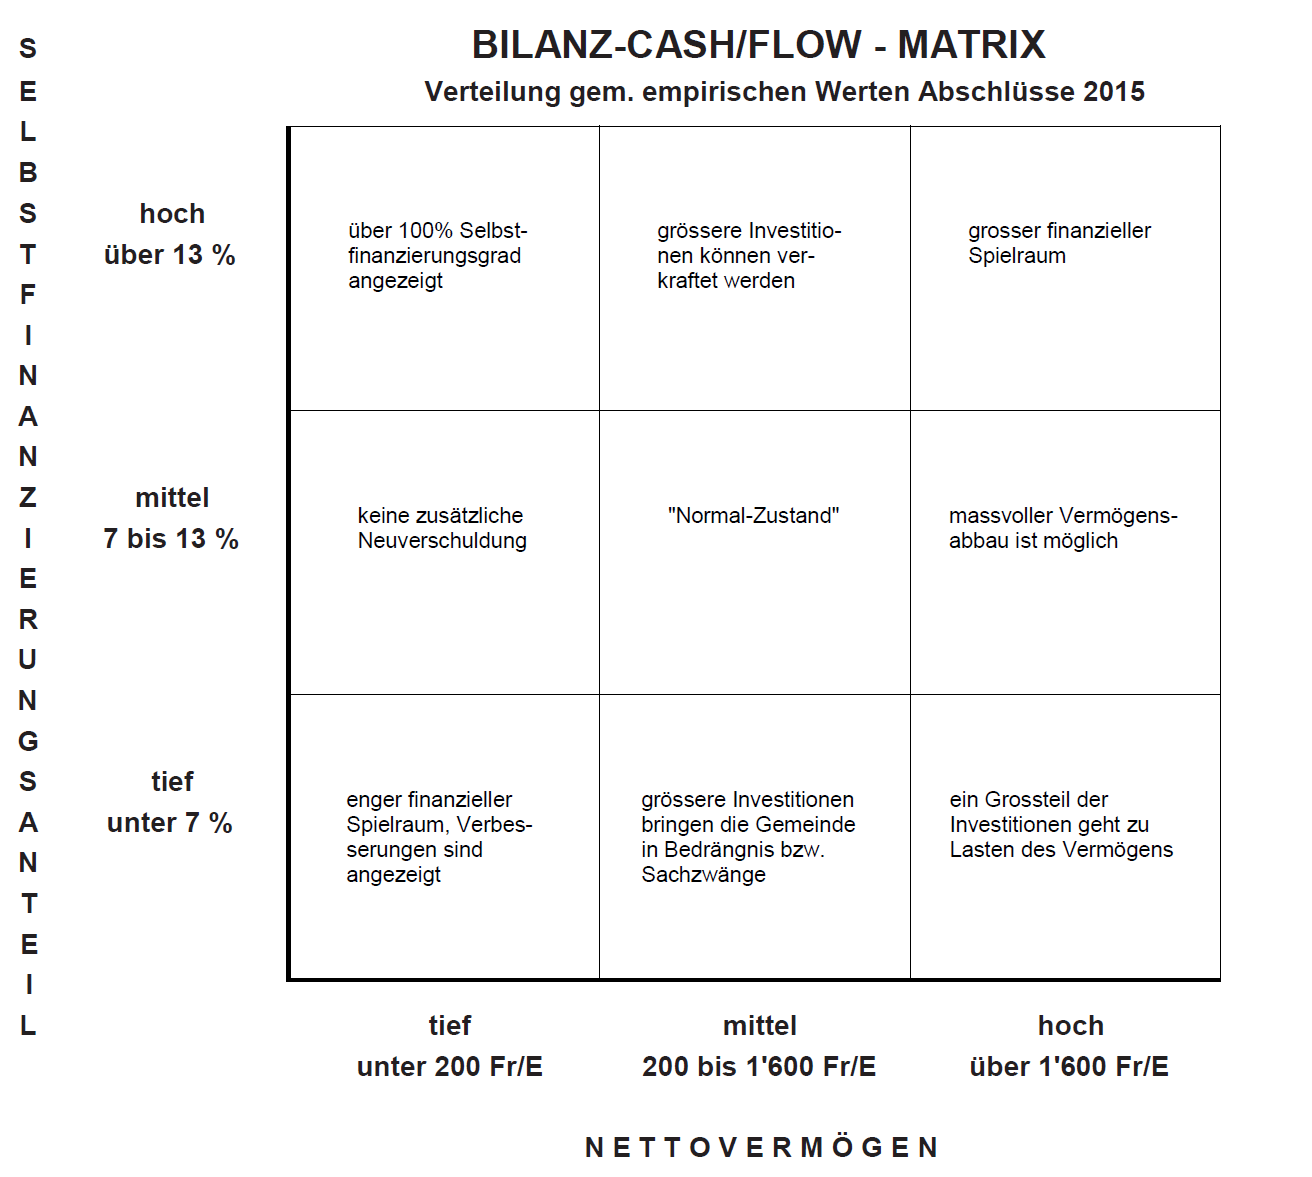 BILANZ-CASH/FLOW - MATRIX
Verteilung gem. empirischen Werten Abschlüsse 2015
SELBSTFINANZIERUNGSANTEIL
hoch
über 13 %
über 100% Selbst-
finanzierungsgrad
angezeigt
grössere Investitio-
nen können ver-
kraftet werden
grosser finanzieller
Spielraum
mittel
7 bis 13 %
keine zusätzliche
Neuverschuldung
"Normal-Zustand"
massvoller Vermögens-
abbau ist möglich
tief
unter 7 %
enger finanzieller
Spielraum, Verbes-
serungen sind
angezeigt
grössere Investitionen
bringen die Gemeinde
in Bedrängnis bzw.
Sachzwänge
ein Grossteil der
Investitionen geht zu
Lasten des Vermögens
tief
unter 200 Fr/E
mittel
200 bis 1'600 Fr/E
hoch
über 1'600 Fr/E
NETTOVERMÖGEN